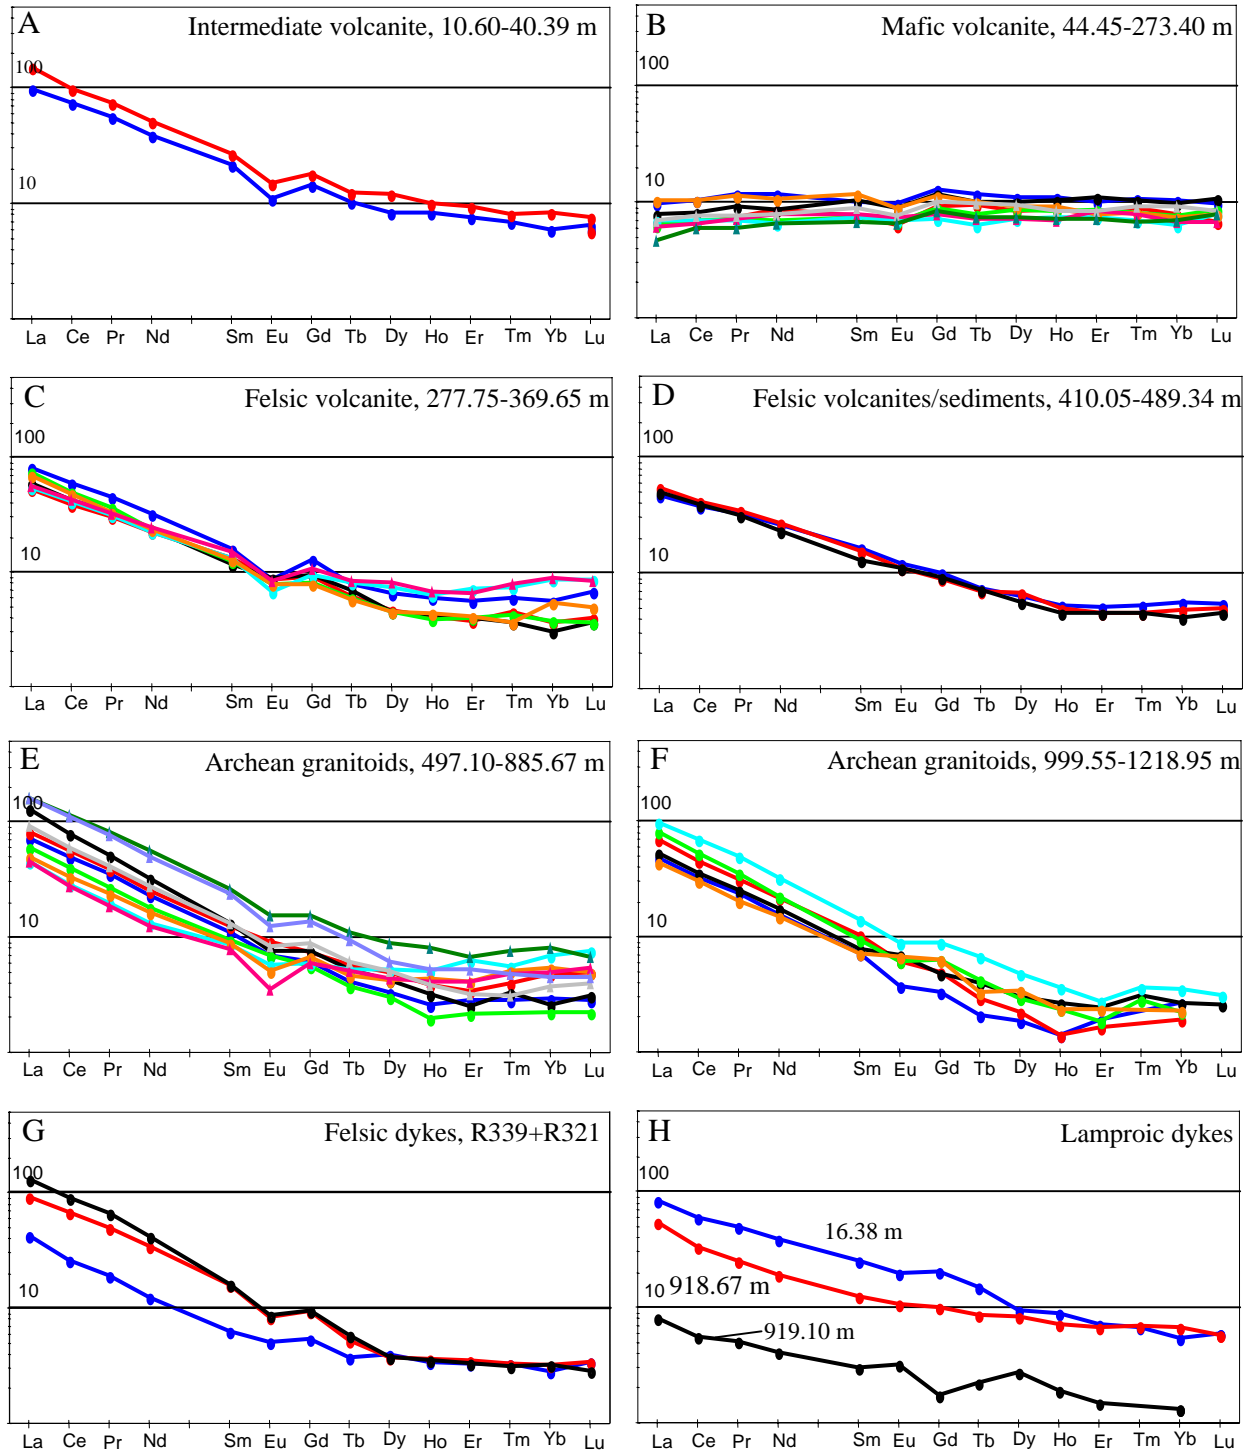 A
Intermediate volcanite, 10.60-40.39 m
100
10
La Ce Pr Nd Sm Eu Gd Tb Dy Ho Er Tm Yb Lu
B
Mafic volcanite, 44.45-273.40 m
100
10
La Ce Pr Nd Sm Eu Gd Tb Dy Ho Er Tm Yb Lu
C
Felsic volcanite, 277.75-369.65 m
100
10
La Ce Pr Nd Sm Eu Gd Tb Dy Ho Er Tm Yb Lu
D
Felsic volcanites/sediments, 410.05-489.34 m
100
10
La Ce Pr Nd Sm Eu Gd Tb Dy Ho Er Tm Yb Lu
E
Archean granitoids, 497.10-885.67 m
100
10
La Ce Pr Nd Sm Eu Gd Tb Dy Ho Er Tm Yb Lu
F
Archean granitoids, 999.55-1218.95 m
100
10
La Ce Pr Nd Sm Eu Gd Tb Dy Ho Er Tm Yb Lu
G
Felsic dykes, R339+R321
100
10
La Ce Pr Nd Sm Eu Gd Tb Dy Ho Er Tm Yb Lu
H
Lamproic dykes
100
16.38 m
918.67 m
10
919.10 m
La Ce Pr Nd Sm Eu Gd Tb Dy Ho Er Tm Yb Lu